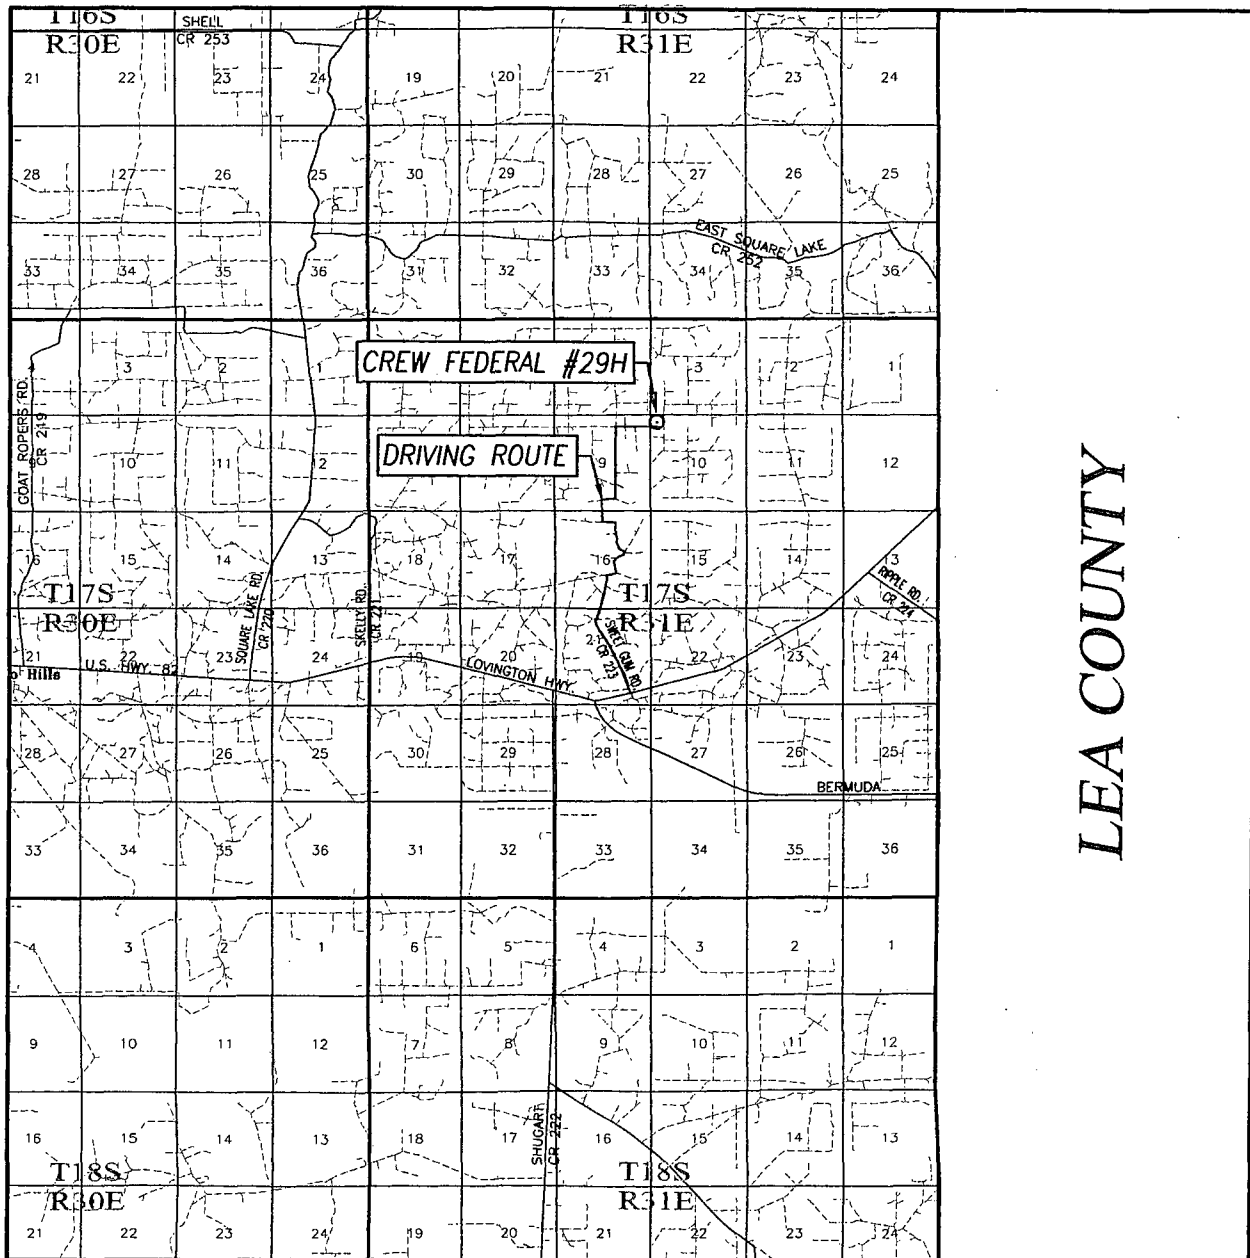 T16S
R30E
SHELL
CR 253
T16S
R31E
21 22 23 24 19 20 21 22 23 24
28 27 26 25 30 29 28 27 26 25
EAST SQUARE LAKE
CR 252
33 34 35 36 31 32 33 34 35 36
CREW FEDERAL #29H
4 3 2 1 3 2 1
GOAT ROPERS RD.
CR 219
DRIVING ROUTE
9 10 11 12 9 10 11 12
16 15 14 13 18 17 16 15 14 13
T17S
R30E
SQUARE LAKE RD.
CR 220
SKELLY RD.
CR 221
T17S
R31E
SWEET GUM RD.
CR 223
RIPPLE RD.
CR 224
21 22 23 24 19 20 21 22 23 24
o Hills
U.S. HWY. 82
LOVINGTON HWY.
28 27 26 25 30 29 28 27 26 25
BERMUDA
33 34 35 36 31 32 33 34 35 36
4 3 2 1 6 5 4 3 2 1
9 10 11 12 7 8 9 10 11 12
SHUGART
CR 222
16 15 14 13 18 17 16 15 14 13
T18S
R30E
T18S
R31E
21 22 23 24 19 20 21 22 23 24
LEA COUNTY